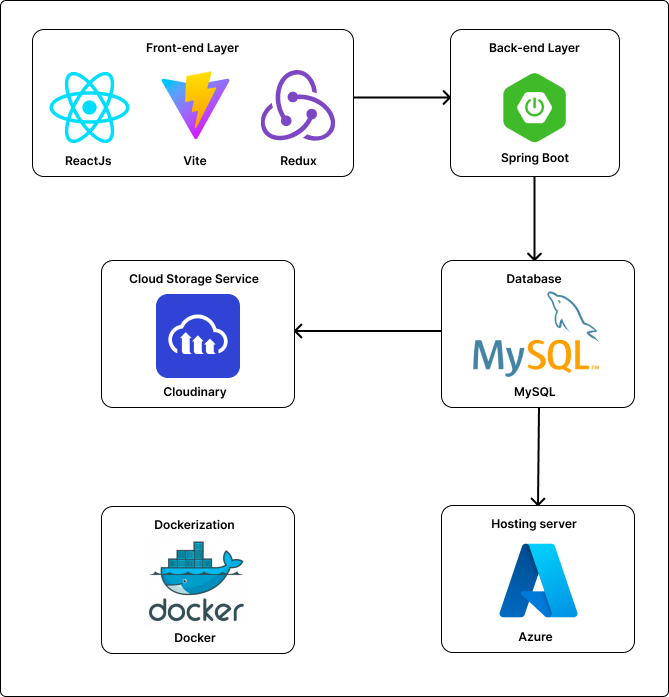 Front-end Layer
ReactJs
Vite
Redux
Back-end Layer
Spring Boot
Cloud Storage Service
Cloudinary
Database
MySQL™
MySQL
Dockerization
docker
Docker
Hosting server
Azure